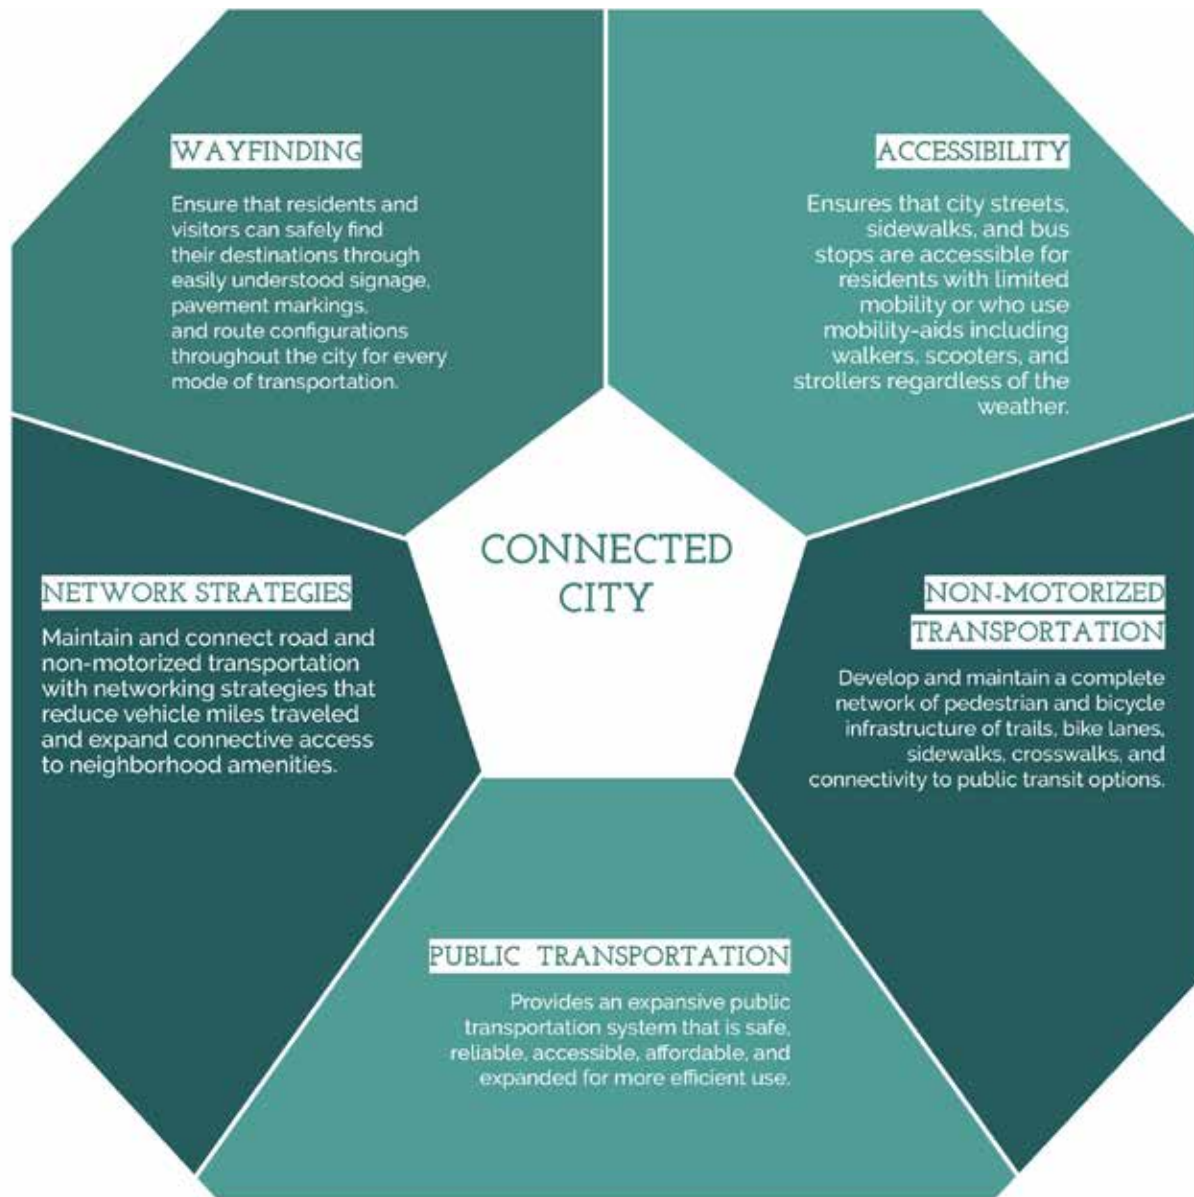 WAYFINDING
Ensure that residents and
visitors can safely find
their destinations through
easily understood signage,
pavement markings,
and route configurations
throughout the city for every
mode of transportation.
ACCESSIBILITY
Ensures that city streets,
sidewalks, and bus
stops are accessible for
residents with limited
mobility or who use
mobility-aids including
walkers, scooters, and
strollers regardless of the
weather.
CONNECTED
CITY
NETWORK STRATEGIES
Maintain and connect road and
non-motorized transportation
with networking strategies that
reduce vehicle miles traveled
and expand connective access
to neighborhood amenities.
NON-MOTORIZED
TRANSPORTATION
Develop and maintain a complete
network of pedestrian and bicycle
infrastructure of trails, bike lanes,
sidewalks, crosswalks, and
connectivity to public transit options.
PUBLIC TRANSPORTATION
Provides an expansive public
transportation system that is safe,
reliable, accessible, affordable, and
expanded for more efficient use.